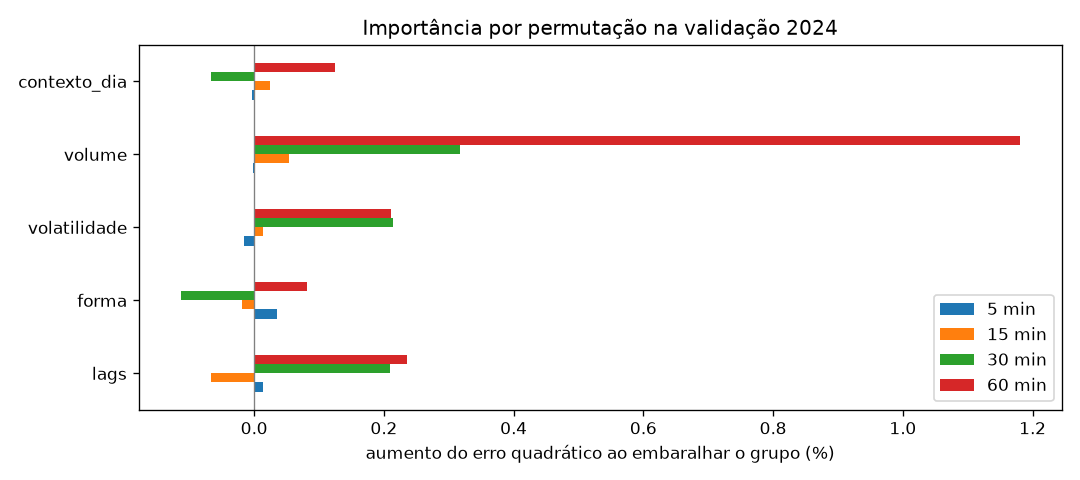 Importância por permutação na validação 2024
contexto_dia
volume
volatilidade
forma
lags
5 min
15 min
30 min
60 min
0.0 0.2 0.4 0.6 0.8 1.0 1.2
aumento do erro quadrático ao embaralhar o grupo (%)